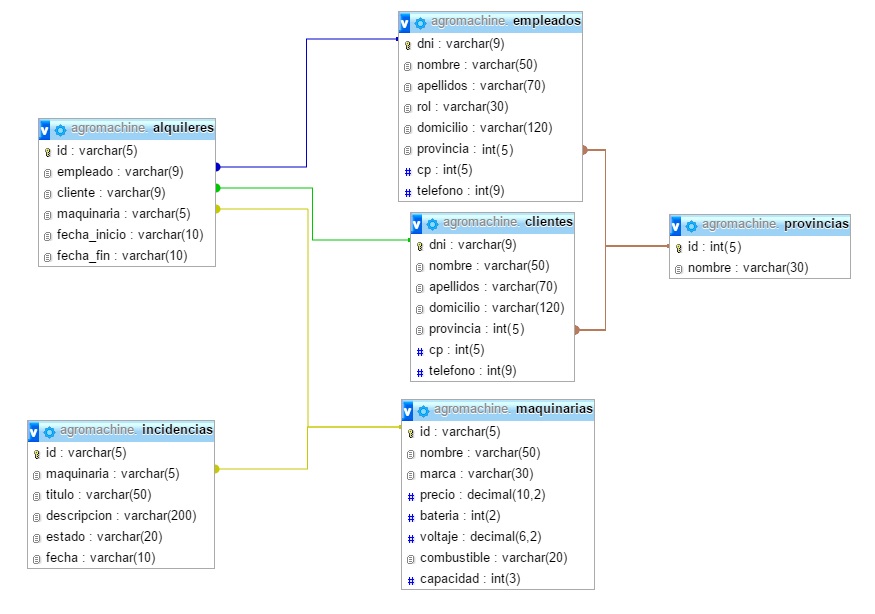 agromachine. empleados
dni : varchar(9)
nombre : varchar(50)
apellidos : varchar(70)
rol : varchar(30)
domicilio : varchar(120)
provincia : int(5)
# cp : int(5)
# telefono : int(9)
agromachine. alquileres
id : varchar(5)
empleado : varchar(9)
cliente : varchar(9)
maquinaria : varchar(5)
fecha_inicio : varchar(10)
fecha_fin : varchar(10)
agromachine. clientes
dni : varchar(9)
nombre : varchar(50)
apellidos : varchar(70)
domicilio : varchar(120)
provincia : int(5)
# cp : int(5)
# telefono : int(9)
agromachine. provincias
id : int(5)
nombre : varchar(30)
agromachine. incidencias
id : varchar(5)
maquinaria : varchar(5)
titulo : varchar(50)
descripcion : varchar(200)
estado : varchar(20)
fecha : varchar(10)
agromachine. maquinarias
id : varchar(5)
nombre : varchar(50)
marca : varchar(30)
# precio : decimal(10,2)
# bateria : int(2)
# voltaje : decimal(6,2)
combustible : varchar(20)
# capacidad : int(3)